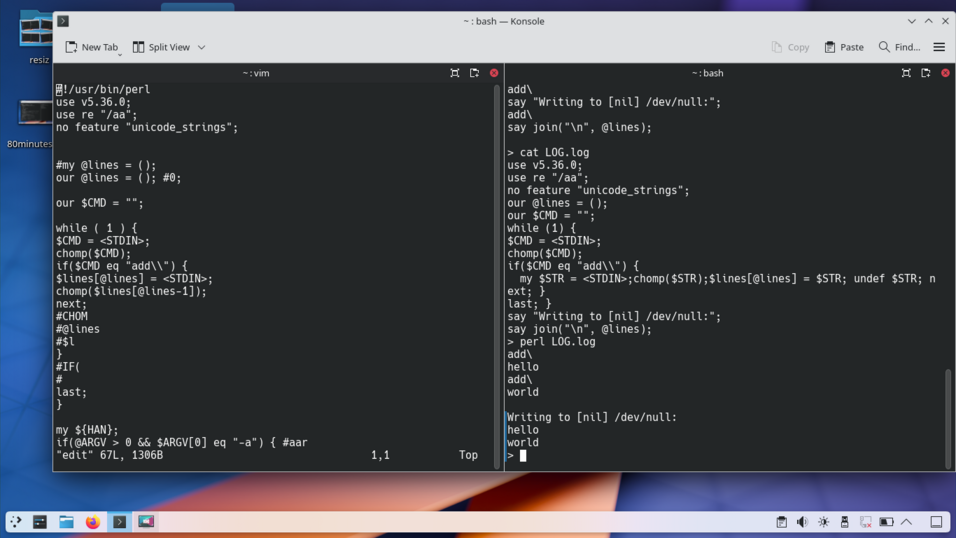 resiz
80minutes
~ : bash — Konsole
New Tab
Split View
Copy
Paste
Find...
~ : vim
#!/usr/bin/perl
use v5.36.0;
use re "/aa";
no feature "unicode_strings";
#my @lines = ();
our @lines = (); #0;
our $CMD = "";
while ( 1 ) {
$CMD = <STDIN>;
chomp($CMD);
if($CMD eq "add\\") {
$lines[@lines] = <STDIN>;
chomp($lines[@lines-1]);
next;
#CHOM
#@lines
#$l
}
#IF(
#
last;
}
my ${HAN};
if(@ARGV > 0 && $ARGV[0] eq "-a") { #aar
"edit" 67L, 1306B 1,1 Top
~ : bash
add\
say "Writing to [nil] /dev/null:";
add\
say join("\n", @lines);
> cat LOG.log
use v5.36.0;
use re "/aa";
no feature "unicode_strings";
our @lines = ();
our $CMD = "";
while (1) {
$CMD = <STDIN>;
chomp($CMD);
if($CMD eq "add\\") {
my $STR = <STDIN>;chomp($STR);$lines[@lines] = $STR; undef $STR; n
ext; }
last; }
say "Writing to [nil] /dev/null:";
say join("\n", @lines);
> perl LOG.log
add\
hello
add\
world
Writing to [nil] /dev/null:
hello
world
>